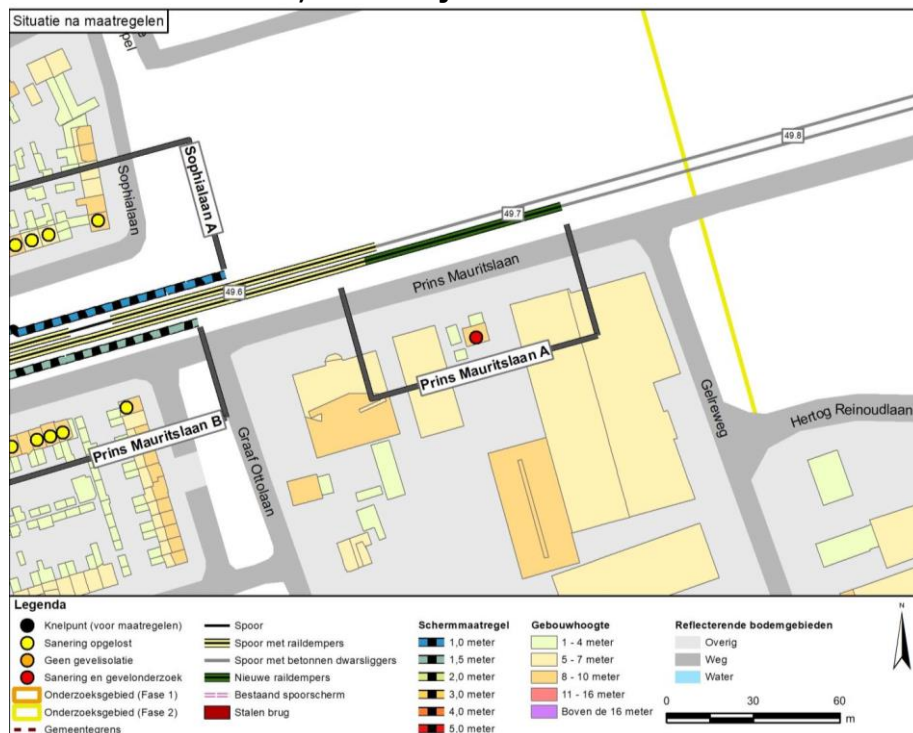 Situatie na maatregelen
pel
Sophialaan
Sophialaan A
49.8
49.7
49.6
Prins Mauritslaan
Prins Mauritslaan A
Prins Mauritslaan B
Graaf Ottolaan
Gelreweg
Hertog Reinoudlaan
Legenda
Knelpunt (voor maatregelen)
Sanering opgelost
Geen gevelisolatie
Sanering en gevelonderzoek
Onderzoeksgebied (Fase 1)
Onderzoeksgebied (Fase 2)
Gemeentegrens
Spoor
Spoor met raildempers
Spoor met betonnen dwarsliggers
Nieuwe raildempers
Bestaand spoorscherm
Stalen brug
Schermmaatregel
1,0 meter
1,5 meter
2,0 meter
3,0 meter
4,0 meter
5,0 meter
Gebouwhoogte
1 - 4 meter
5 - 7 meter
8 - 10 meter
11 - 16 meter
Boven de 16 meter
Reflecterende bodemgebieden
Overig
Weg
Water
N
0 30 60
m